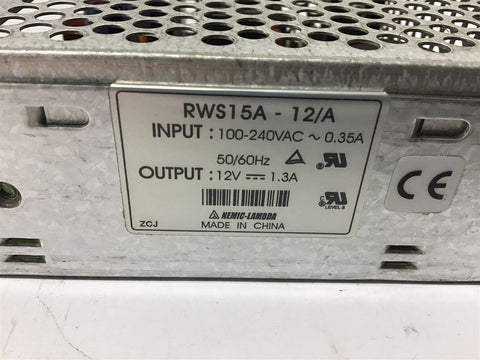 RWS15A - 12/A
INPUT : 100-240VAC ~ 0.35A
50/60Hz
OUTPUT : 12V ⎓ 1.3A
LEVEL 3
NEMIC-LAMBDA
ZCJ
MADE IN CHINA
CE